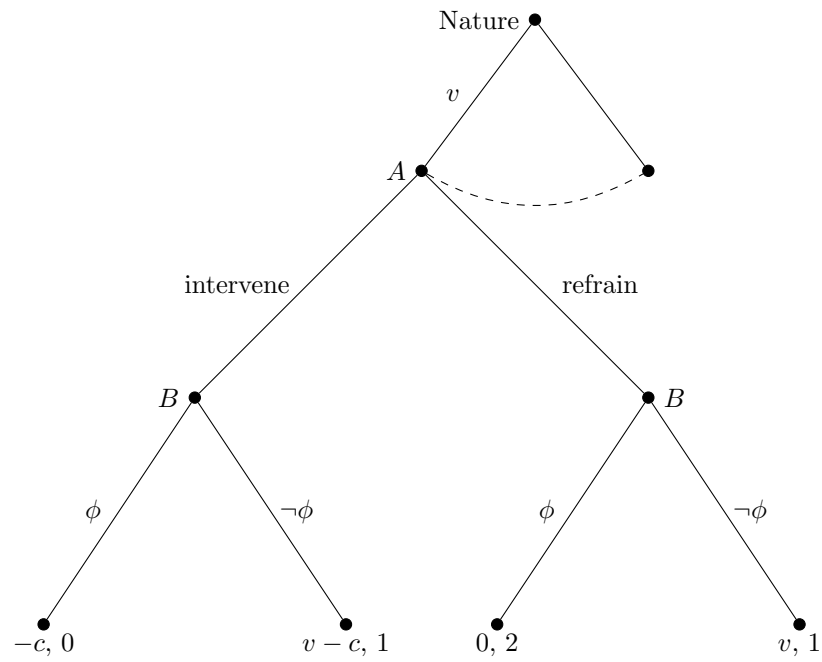 Nature
v
A
intervene
refrain
B
B
ϕ
¬ϕ
ϕ
¬ϕ
−c, 0
v − c, 1
0, 2
v, 1